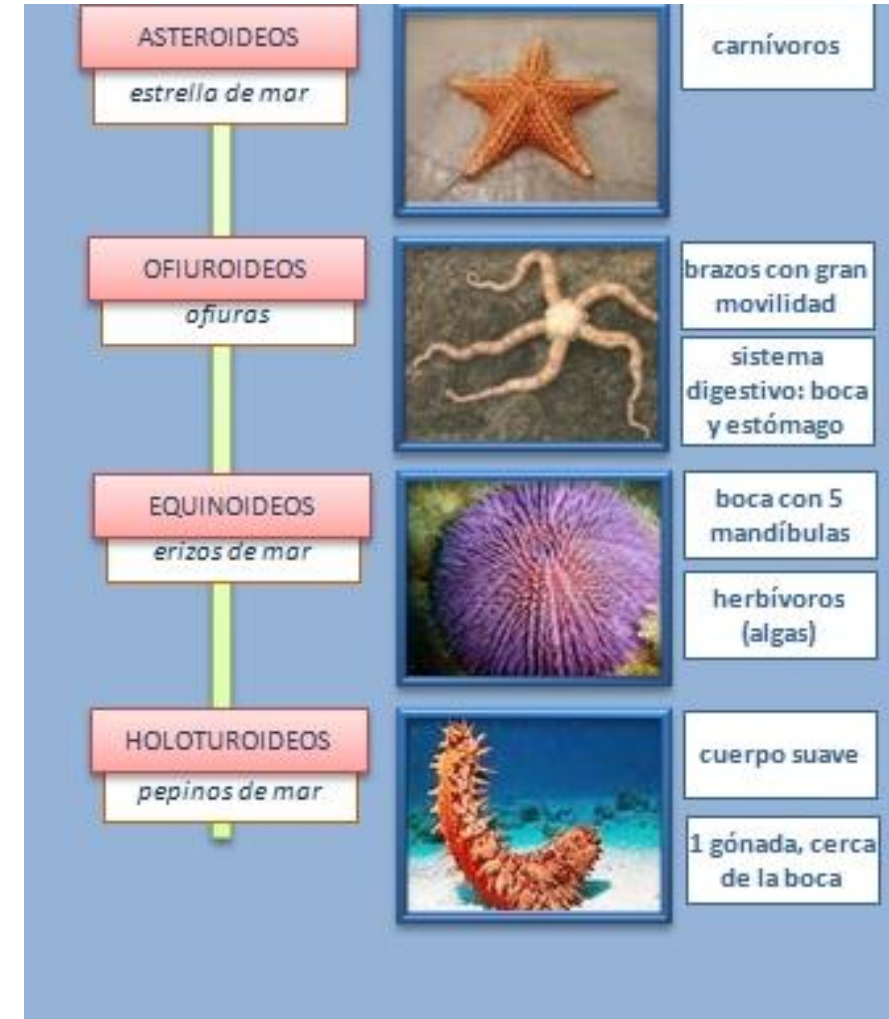 ASTEROIDEOS
estrella de mar
carnívoros
OFIUROIDEOS
ofiuras
brazos con gran
movilidad
sistema
digestivo: boca
y estómago
EQUINOIDEOS
erizos de mar
boca con 5
mandíbulas
herbívoros
(algas)
HOLOTUROIDEOS
pepinos de mar
cuerpo suave
1 gónada, cerca
de la boca